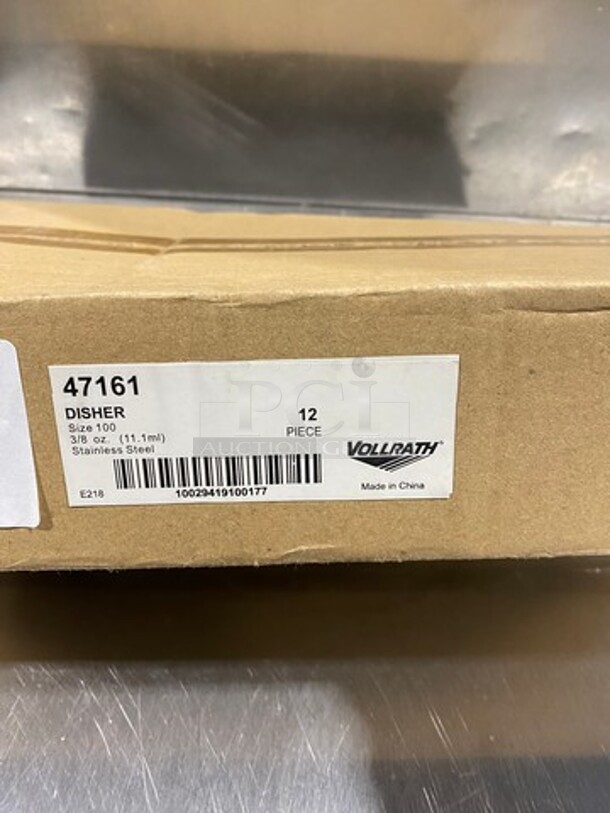 47161
DISHER
Size 100
3/8 oz. (11.1ml)
Stainless Steel
12
PIECE
VOLLRATH®
E218
10029419100177
Made in China
PCI
AUCTION GROUP